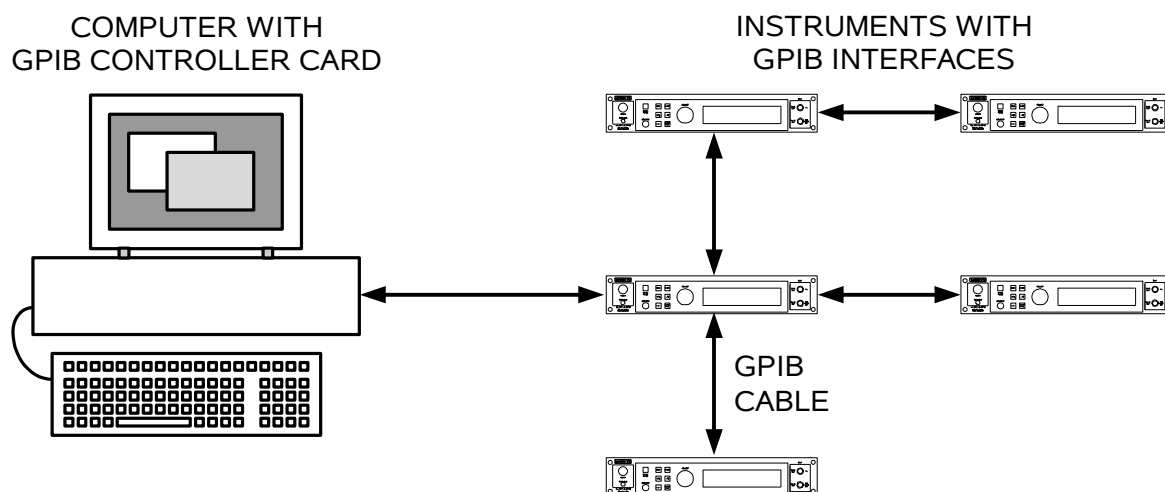 COMPUTER WITH
GPIB CONTROLLER CARD
INSTRUMENTS WITH
GPIB INTERFACES
GPIB
CABLE